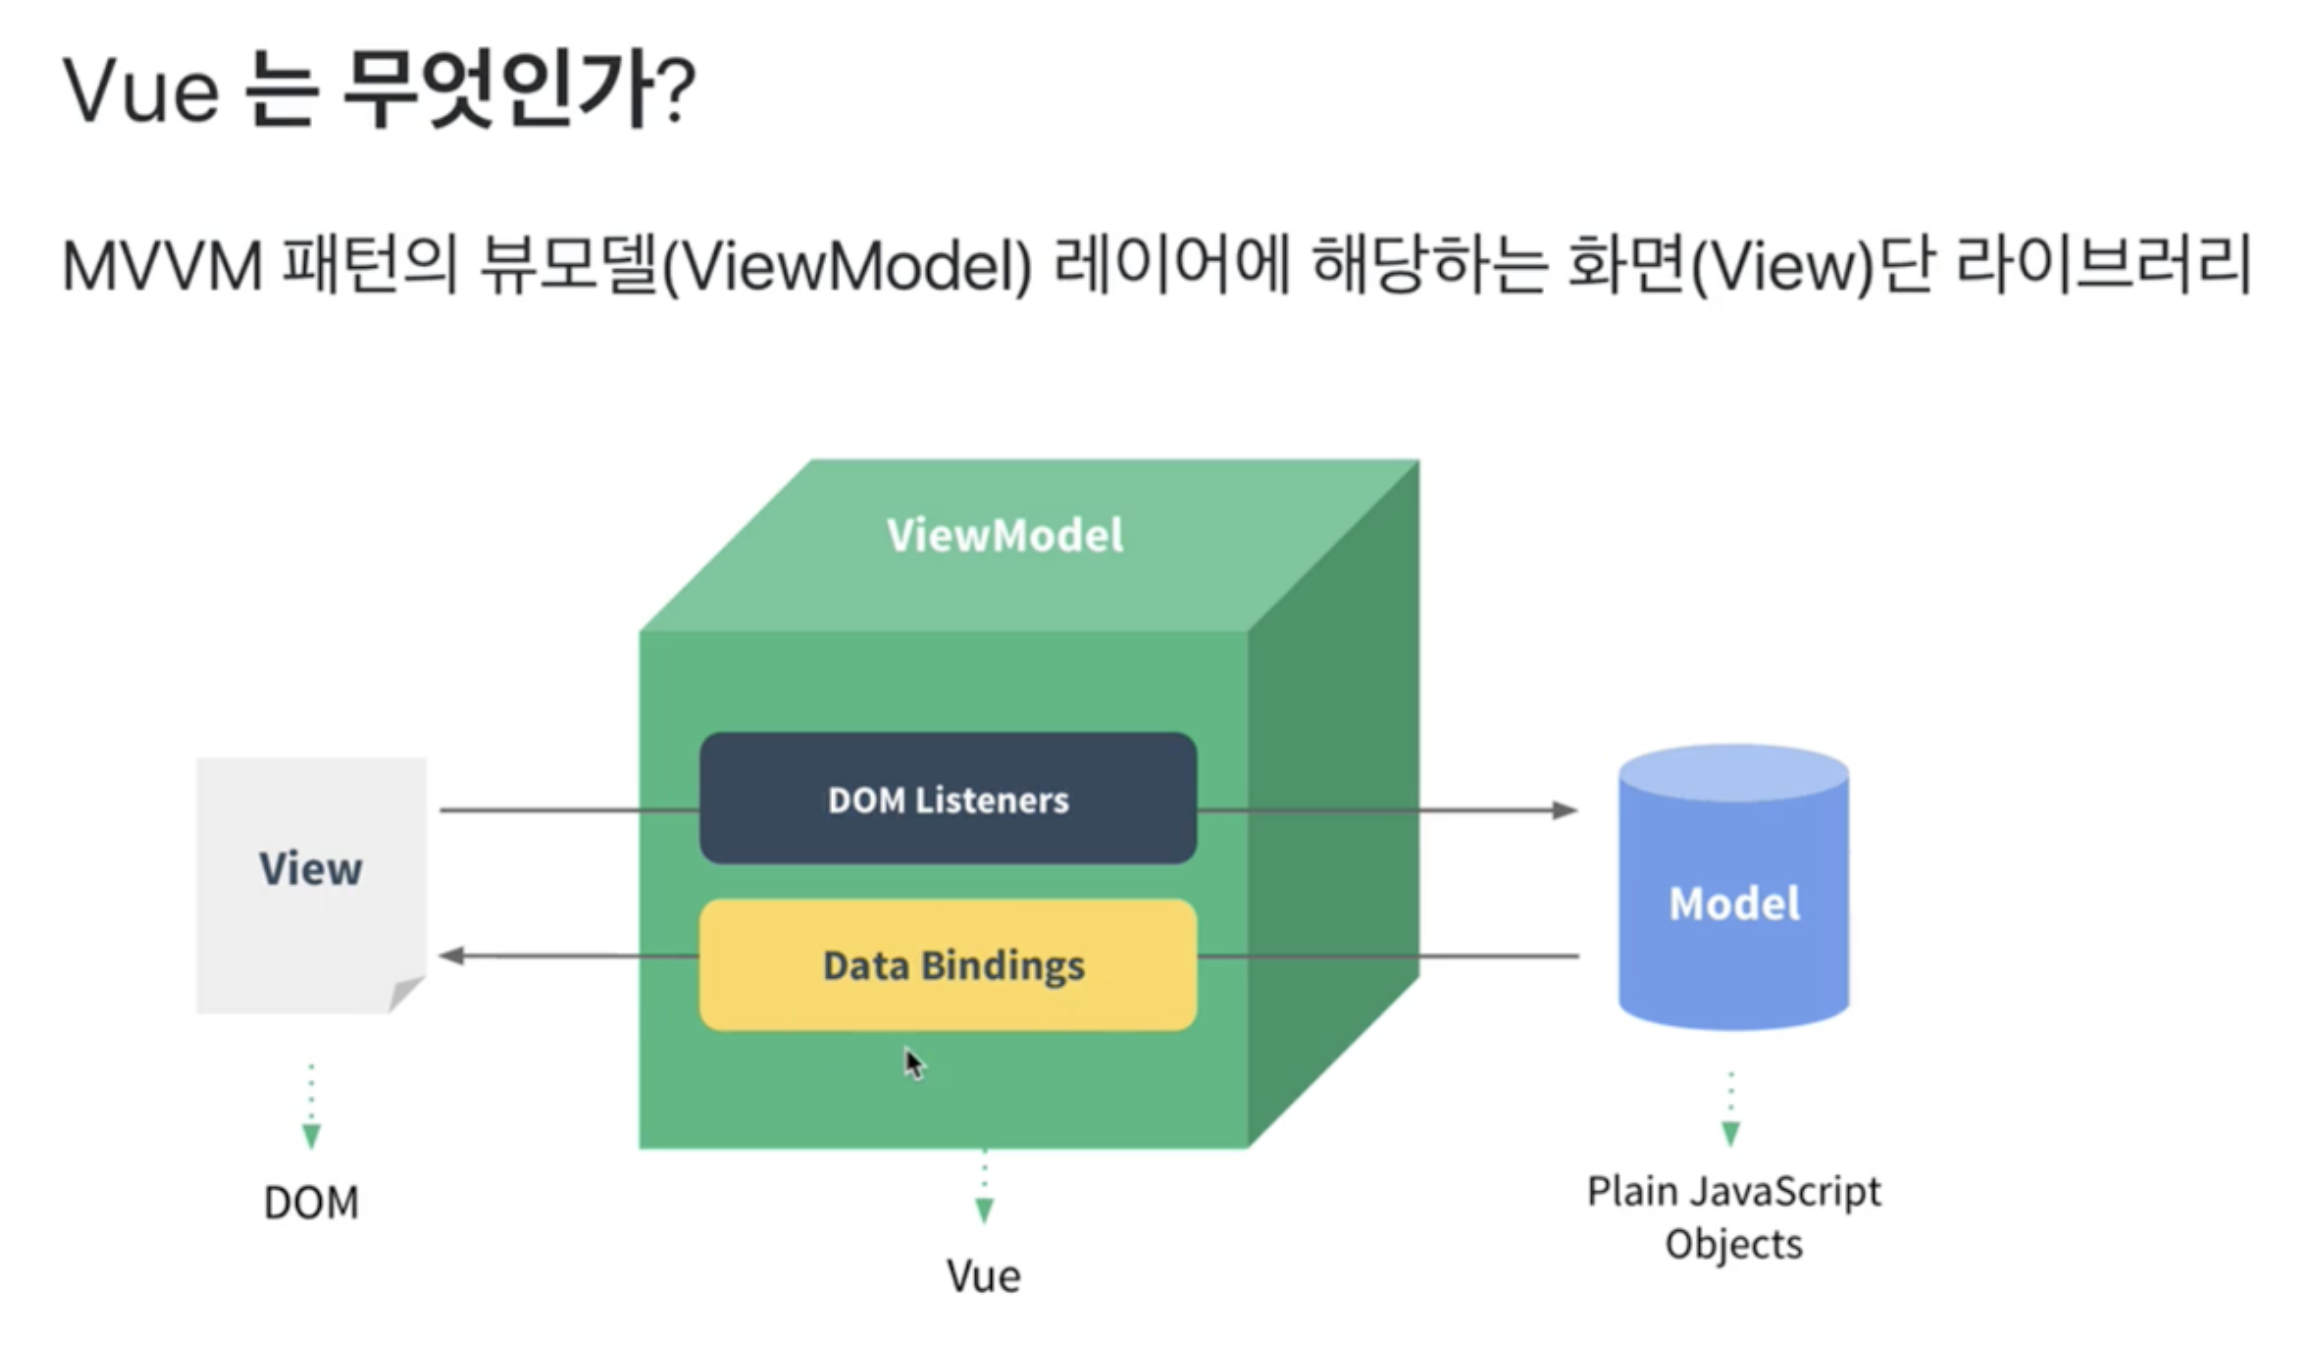 Vue 는 무엇인가?
MVVM 패턴의 뷰모델(ViewModel) 레이어에 해당하는 화면(View)단 라이브러리
ViewModel
DOM Listeners
View
Model
Data Bindings
DOM
Plain JavaScript
Objects
Vue